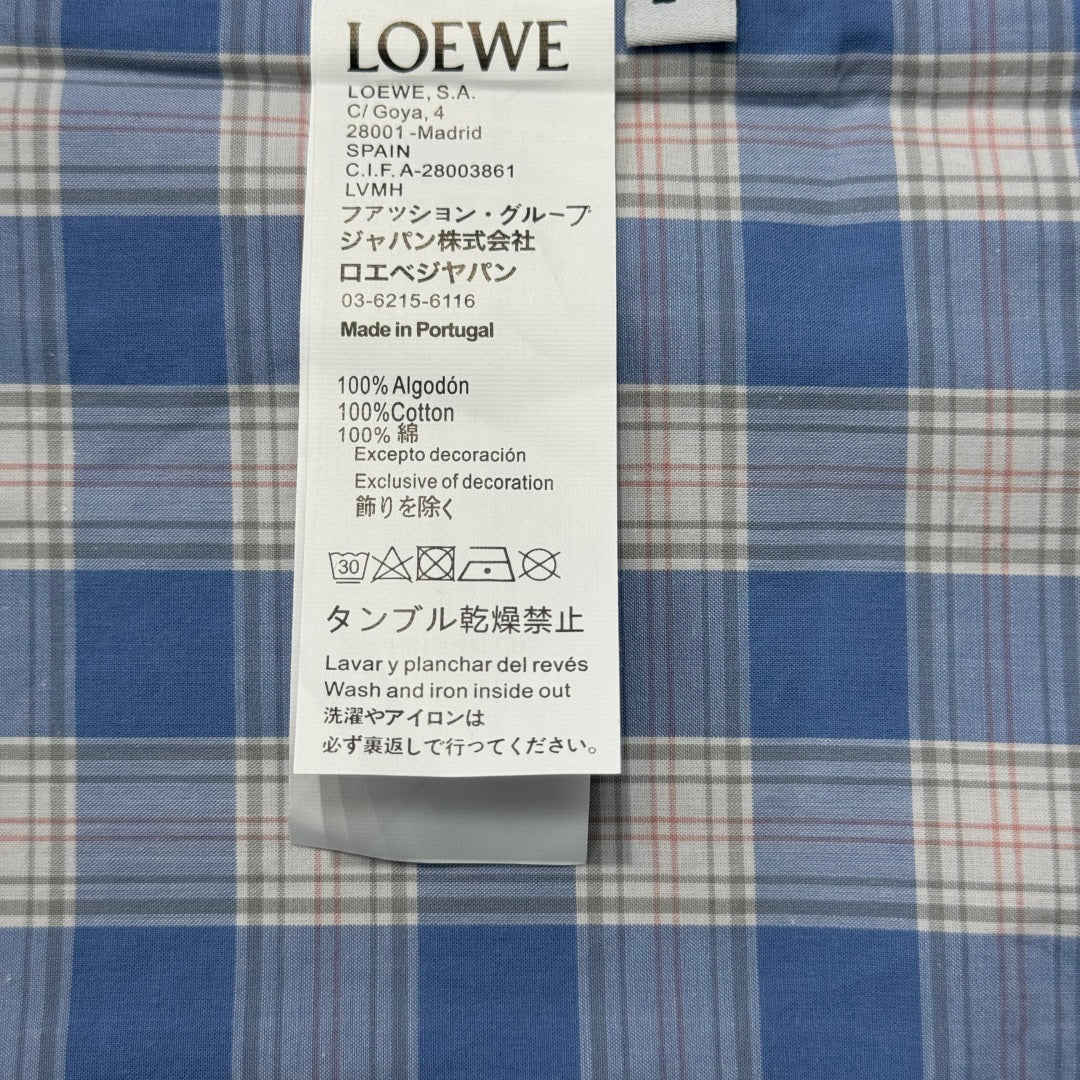 LOEWE
LOEWE, S.A.
C/ Goya, 4
28001 -Madrid
SPAIN
C.I.F. A-28003861
LVMH
ファッション・グループ
ジャパン株式会社
ロエベジヤパン
03-6215-6116
Made in Portugal
100% Algodón
100%Cotton
100% 綿
Excepto decoración
Exclusive of decoration
飾りを除く
30
タンブル乾燥禁止
Lavar y planchar del revés
Wash and iron inside out
洗濯やアイロンは
必ず裏返しで行ってください。